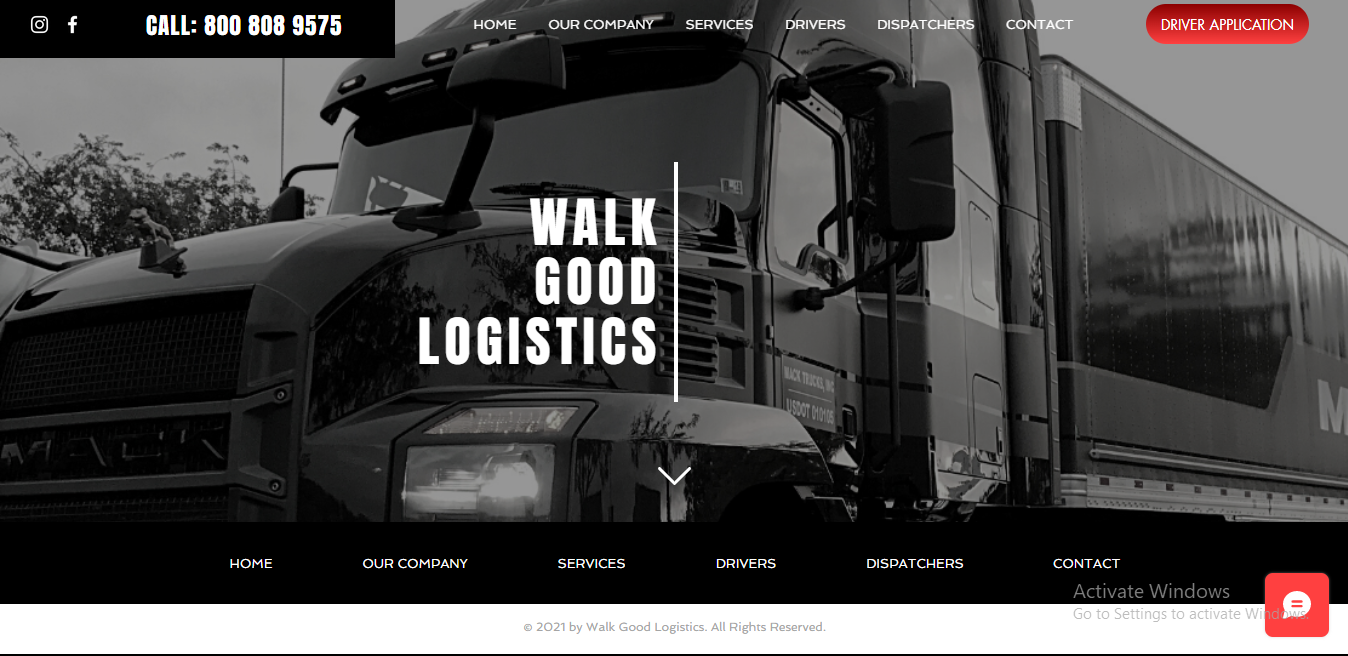 CALL: 800 808 9575
HOME OUR COMPANY SERVICES DRIVERS DISPATCHERS CONTACT
DRIVER APPLICATION
WALK
GOOD
LOGISTICS
MACK TRUCKS, INC
USDOT 010105
MACK
M
HOME OUR COMPANY SERVICES DRIVERS DISPATCHERS CONTACT
Activate Windows
Go to Settings to activate Windows.
© 2021 by Walk Good Logistics. All Rights Reserved.